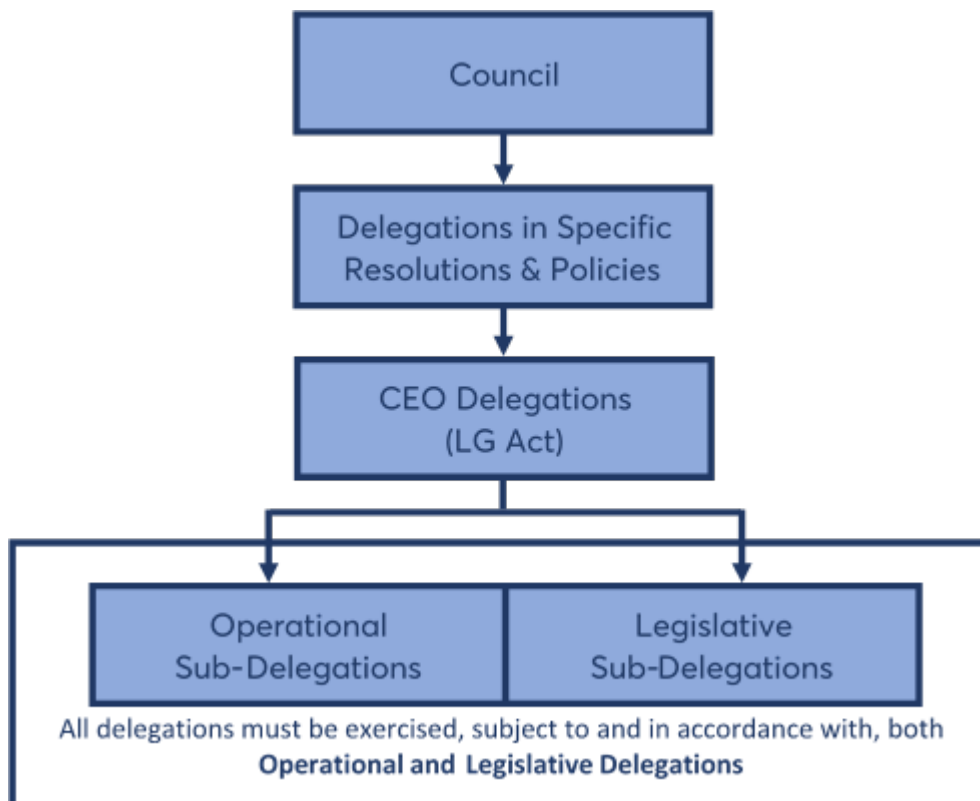 Council
Delegations in Specific
Resolutions & Policies
CEO Delegations
(LG Act)
Operational
Sub-Delegations
Legislative
Sub-Delegations
All delegations must be exercised, subject to and in accordance with, both
Operational and Legislative Delegations